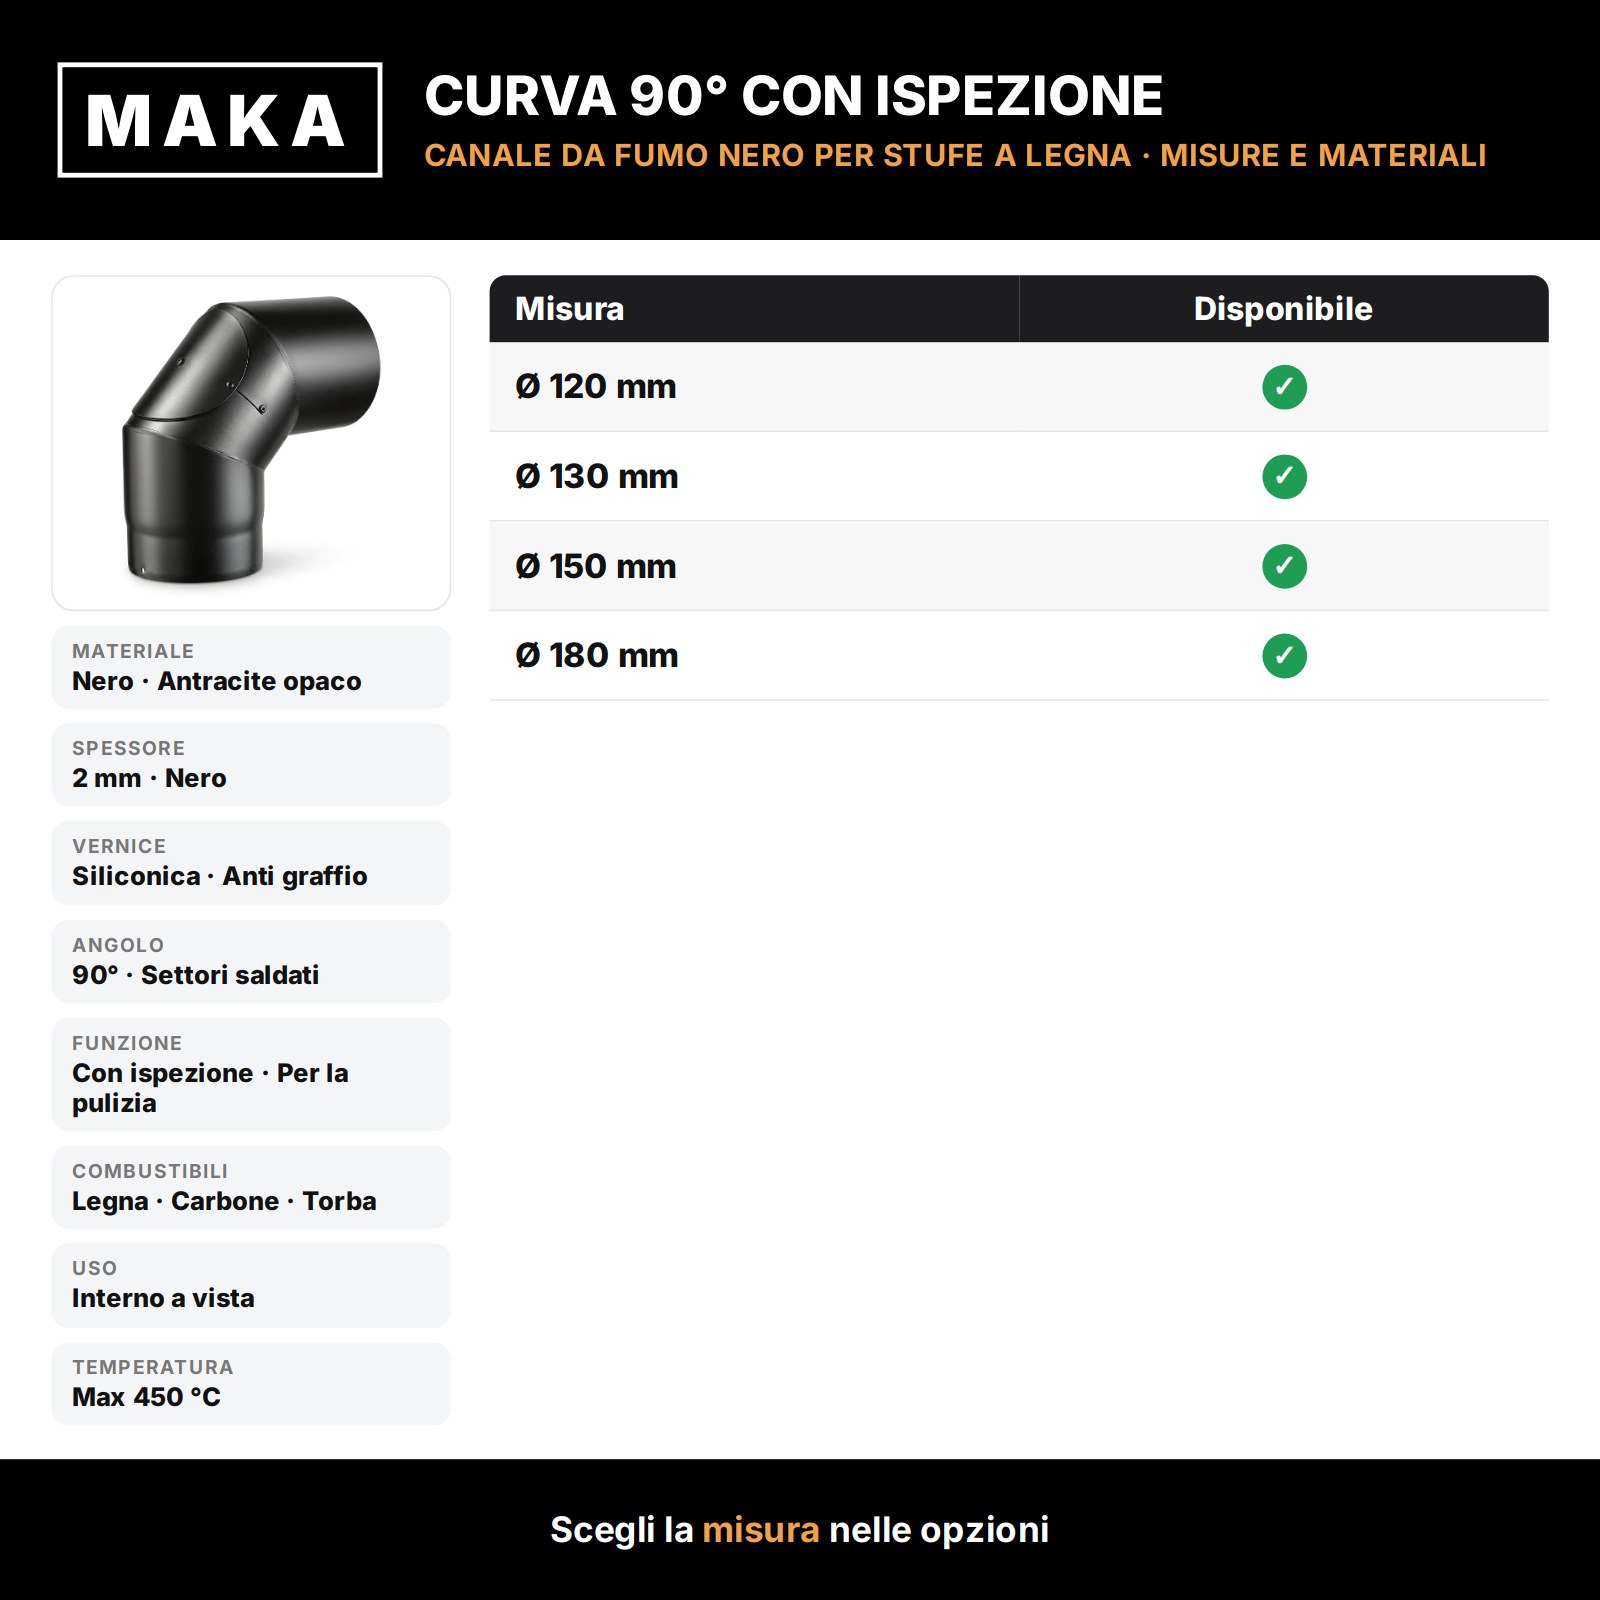 MAKA
CURVA 90° CON ISPEZIONE
CANALE DA FUMO NERO PER STUFE A LEGNA · MISURE E MATERIALI
MATERIALE
Nero · Antracite opaco
SPESSORE
2 mm · Nero
VERNICE
Siliconica · Anti graffio
ANGOLO
90° · Settori saldati
FUNZIONE
Con ispezione · Per la
pulizia
COMBUSTIBILI
Legna · Carbone · Torba
USO
Interno a vista
TEMPERATURA
Max 450 °C
Misura Disponibile
Ø 120 mm ✓
Ø 130 mm ✓
Ø 150 mm ✓
Ø 180 mm ✓
Scegli la misura nelle opzioni